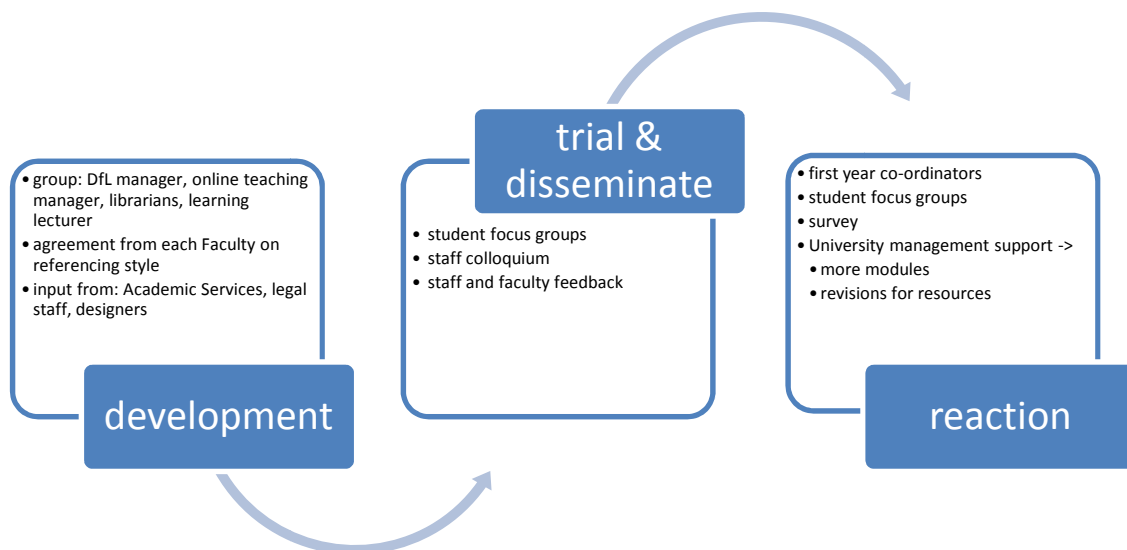 • group: DfL manager, online teaching
manager, librarians, learning
lecturer
• agreement from each Faculty on
referencing style
• input from: Academic Services, legal
staff, designers
development
trial &
disseminate
• student focus groups
• staff colloquium
• staff and faculty feedback
• first year co-ordinators
• student focus groups
• survey
• University management support ->
• more modules
• revisions for resources
reaction